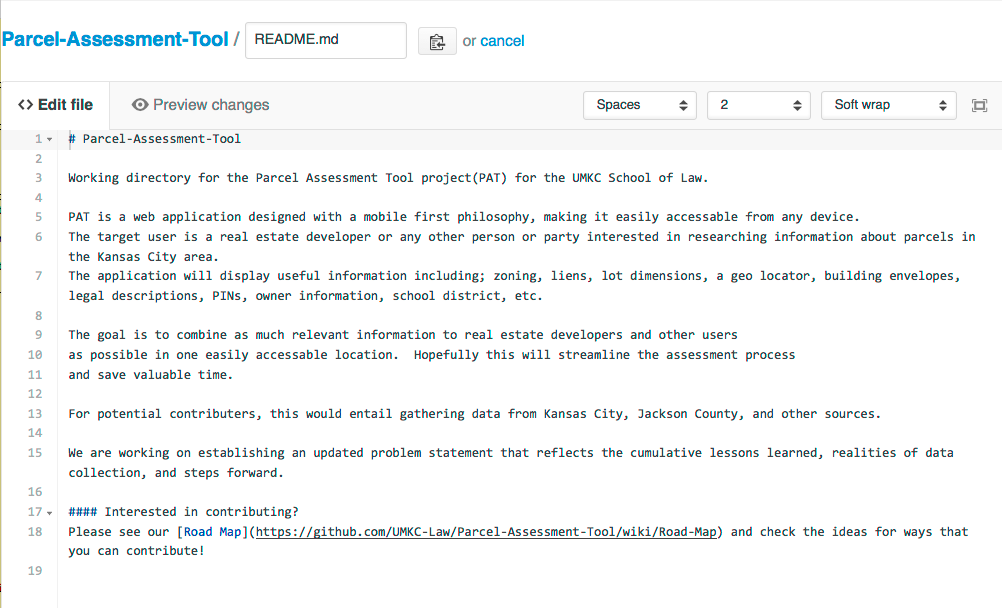 Parcel-Assessment-Tool / README.md or cancel
<> Edit file Preview changes Spaces 2 Soft wrap
1 # Parcel-Assessment-Tool
2
3 Working directory for the Parcel Assessment Tool project(PAT) for the UMKC School of Law.
4
5 PAT is a web application designed with a mobile first philosophy, making it easily accessable from any device.
6 The target user is a real estate developer or any other person or party interested in researching information about parcels in
the Kansas City area.
7 The application will display useful information including; zoning, liens, lot dimensions, a geo locator, building envelopes,
legal descriptions, PINs, owner information, school district, etc.
8
9 The goal is to combine as much relevant information to real estate developers and other users
10 as possible in one easily accessable location.  Hopefully this will streamline the assessment process
11 and save valuable time.
12
13 For potential contributers, this would entail gathering data from Kansas City, Jackson County, and other sources.
14
15 We are working on establishing an updated problem statement that reflects the cumulative lessons learned, realities of data
collection, and steps forward.
16
17 #### Interested in contributing?
18 Please see our [Road Map](https://github.com/UMKC-Law/Parcel-Assessment-Tool/wiki/Road-Map) and check the ideas for ways that
you can contribute!
19